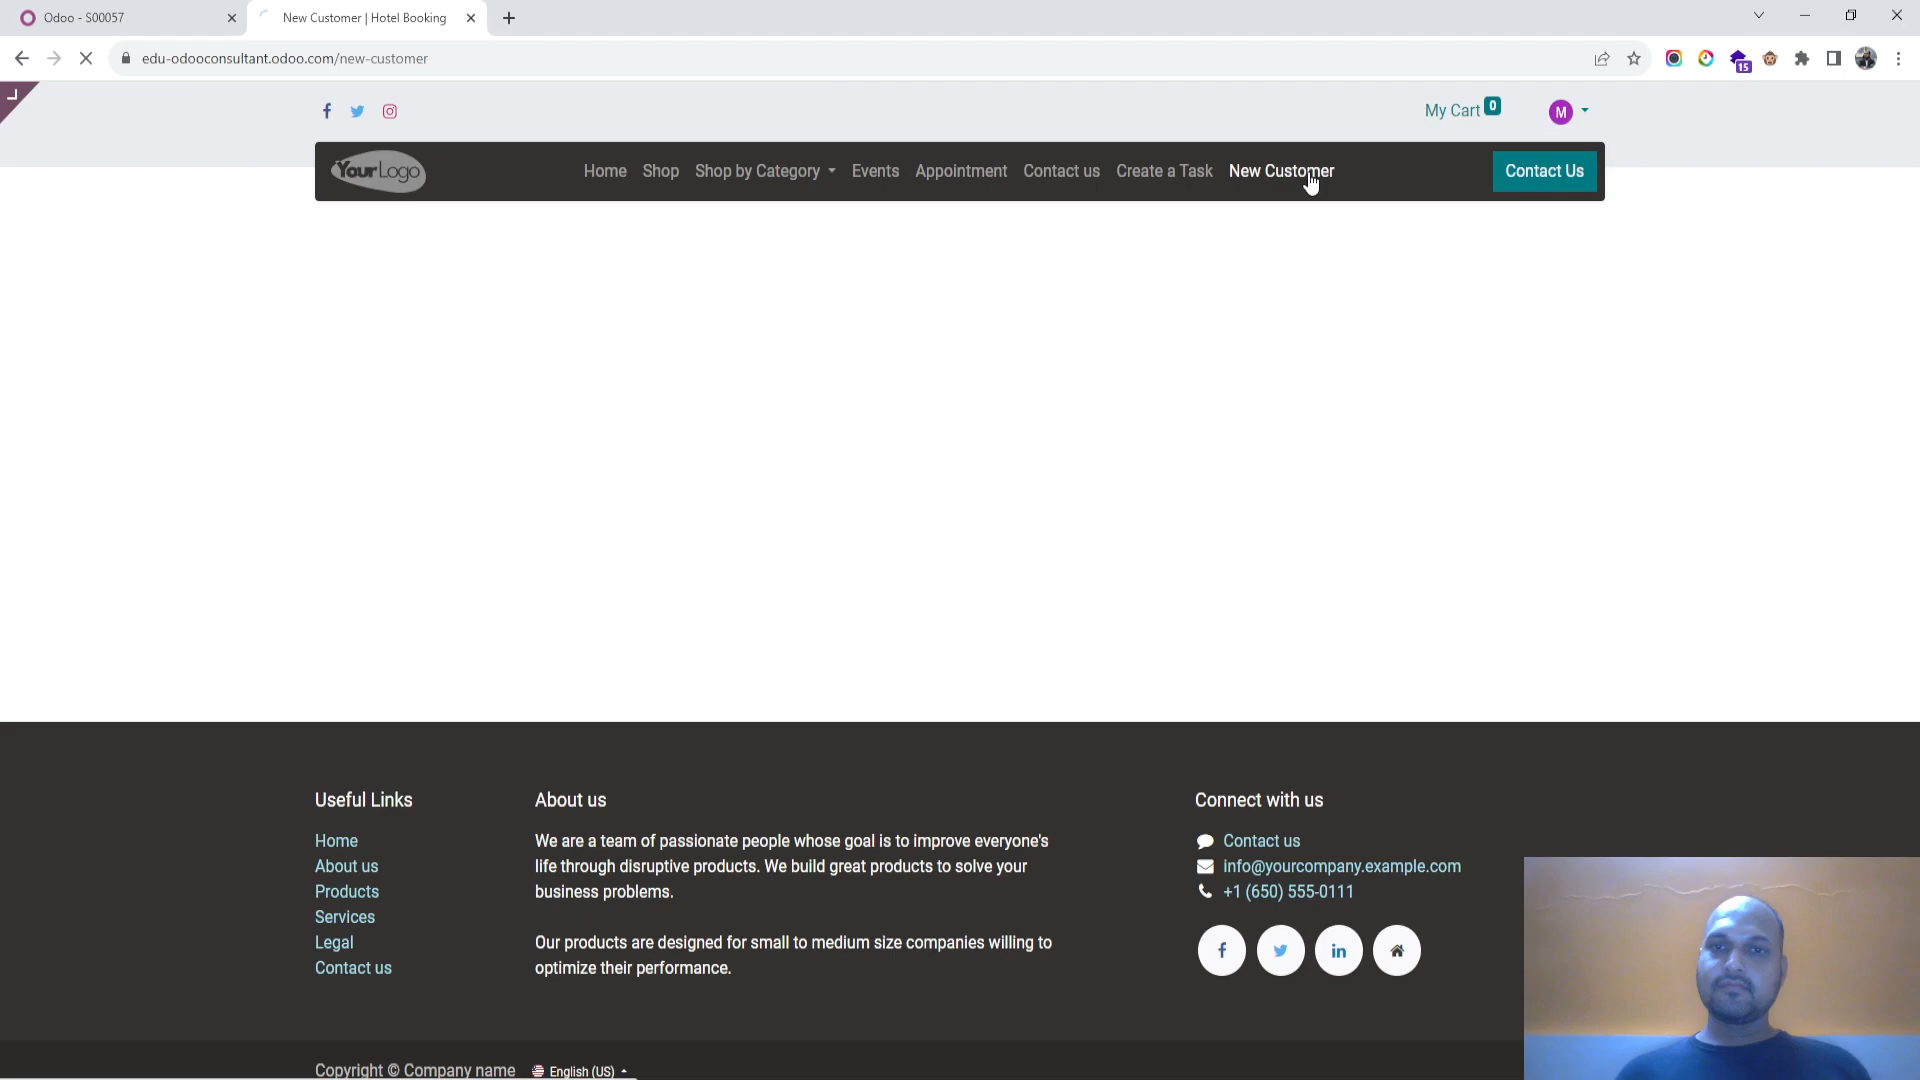 Odoo - S00057
New Customer | Hotel Booking
edu-odooconsultant.odoo.com/new-customer
15
My Cart 0
M
YourLogo
Home
Shop
Shop by Category
Events
Appointment
Contact us
Create a Task
New Customer
Contact Us
Useful Links
Home
About us
Products
Services
Legal
Contact us
About us
We are a team of passionate people whose goal is to improve everyone's
life through disruptive products. We build great products to solve your
business problems.
Our products are designed for small to medium size companies willing to
optimize their performance.
Connect with us
Contact us
info@yourcompany.example.com
+1 (650) 555-0111
Copyright © Company name
English (US)